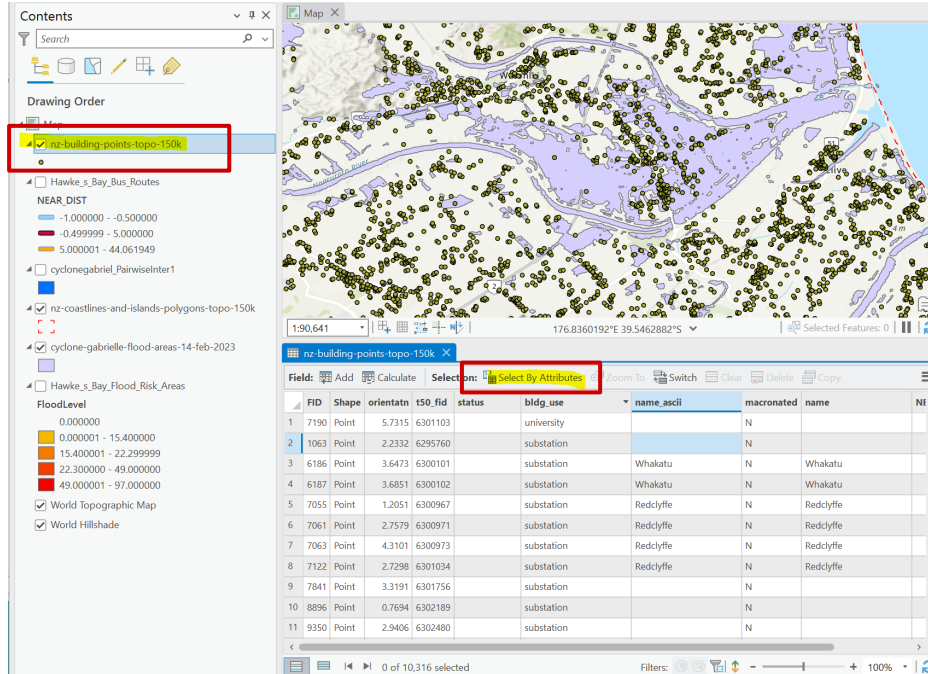 Contents
Search
Drawing Order
Map
nz-building-points-topo-150k
Hawke_s_Bay_Bus_Routes
NEAR_DIST
-1.000000 - -0.500000
-0.499999 - 5.000000
5.000001 - 44.061949
cyclonegabriel_PairwiseInter1
nz-coastlines-and-islands-polygons-topo-150k
cyclone-gabrielle-flood-areas-14-feb-2023
Hawke_s_Bay_Flood_Risk_Areas
FloodLevel
0.000000
0.000001 - 15.400000
15.400001 - 22.299999
22.300000 - 49.000000
49.000001 - 97.000000
World Topographic Map
World Hillshade
Map
51
2
4 m
1:90,641 176.8360192°E 39.5462882°S Selected Features: 0
nz-building-points-topo-150k
Field: Add Calculate Selection: Select By Attributes Zoom To Switch Clear Delete Copy
FID Shape orientatn t50_fid status bldg_use name_ascii macronated name NE
1 7190 Point 5.7315 6301103 university N
2 1063 Point 2.2332 6295760 substation N
3 6186 Point 3.6473 6300101 substation Whakatu N Whakatu
4 6187 Point 3.6851 6300102 substation Whakatu N Whakatu
5 7055 Point 1.2051 6300967 substation Redclyffe N Redclyffe
6 7061 Point 2.7579 6300971 substation Redclyffe N Redclyffe
7 7063 Point 4.3101 6300973 substation Redclyffe N Redclyffe
8 7122 Point 2.7298 6301034 substation Redclyffe N Redclyffe
9 7841 Point 3.3191 6301756 substation N
10 8896 Point 0.7694 6302189 substation N
11 9350 Point 2.9406 6302480 substation N
0 of 10,316 selected Filters: - + 100%